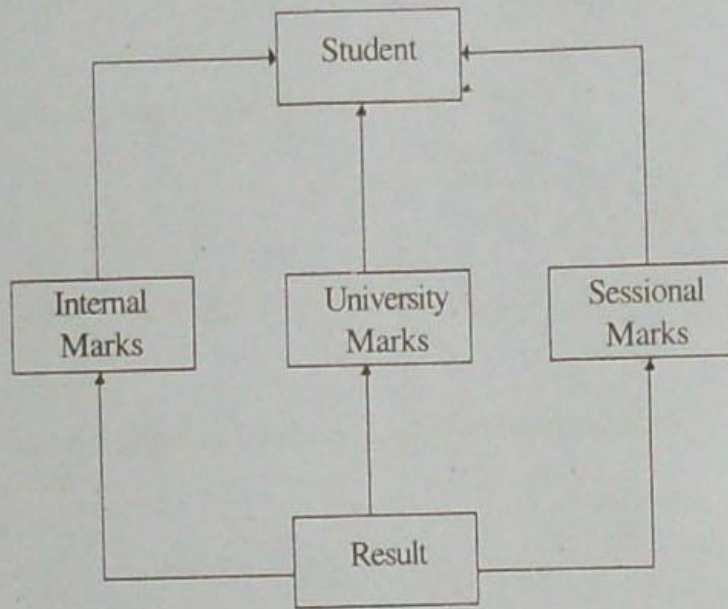 Student
Internal
Marks
University
Marks
Sessional
Marks
Result